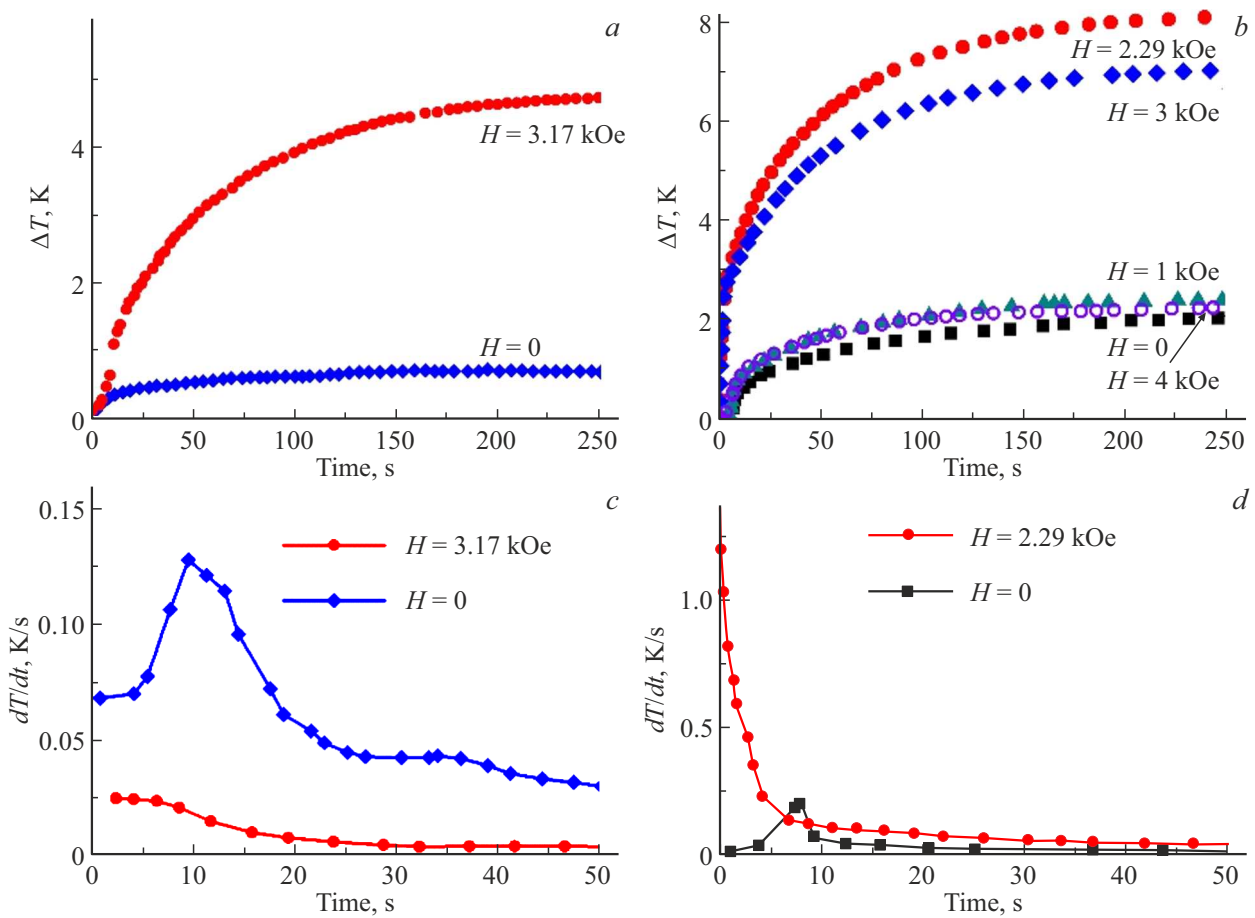 a
ΔT, K
4
2
0
H = 3.17 kOe
H = 0
0 50 100 150 200 250
Time, s
b
ΔT, K
8
6
4
2
0
H = 2.29 kOe
H = 3 kOe
H = 1 kOe
H = 0
H = 4 kOe
0 50 100 150 200 250
Time, s
c
dT/dt, K/s
0.15
0.10
0.05
0
H = 3.17 kOe
H = 0
0 10 20 30 40 50
Time, s
d
dT/dt, K/s
1.0
0.5
0
H = 2.29 kOe
H = 0
0 10 20 30 40 50
Time, s